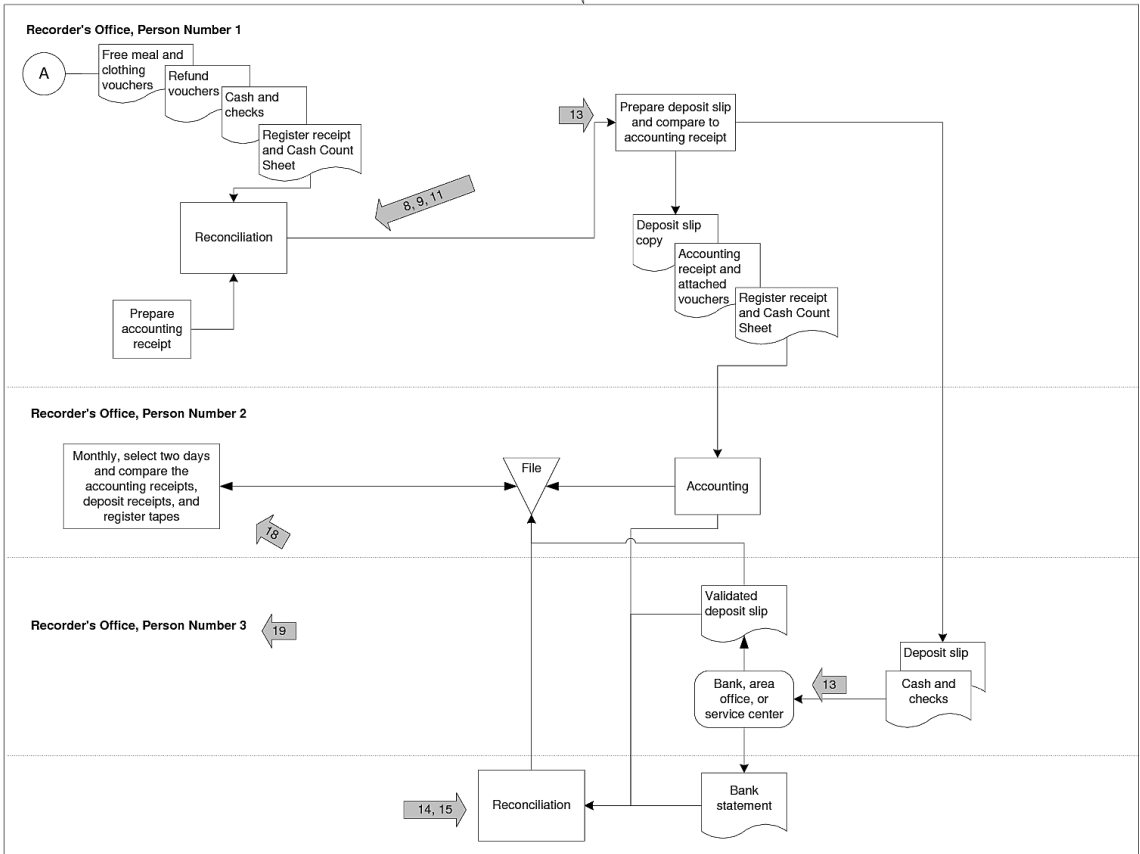 Recorder's Office, Person Number 1
A
Free meal and
clothing
vouchers
Refund
vouchers
Cash and
checks
Register receipt
and Cash Count
Sheet
8, 9, 11
Reconciliation
Prepare
accounting
receipt
13
Prepare deposit slip
and compare to
accounting receipt
Deposit slip
copy
Accounting
receipt and
attached
vouchers
Register receipt
and Cash Count
Sheet
Recorder's Office, Person Number 2
Monthly, select two days
and compare the
accounting receipts,
deposit receipts, and
register tapes
File
Accounting
18
Recorder's Office, Person Number 3
19
Validated
deposit slip
Deposit slip
Cash and
checks
13
Bank, area
office, or
service center
14, 15
Reconciliation
Bank
statement